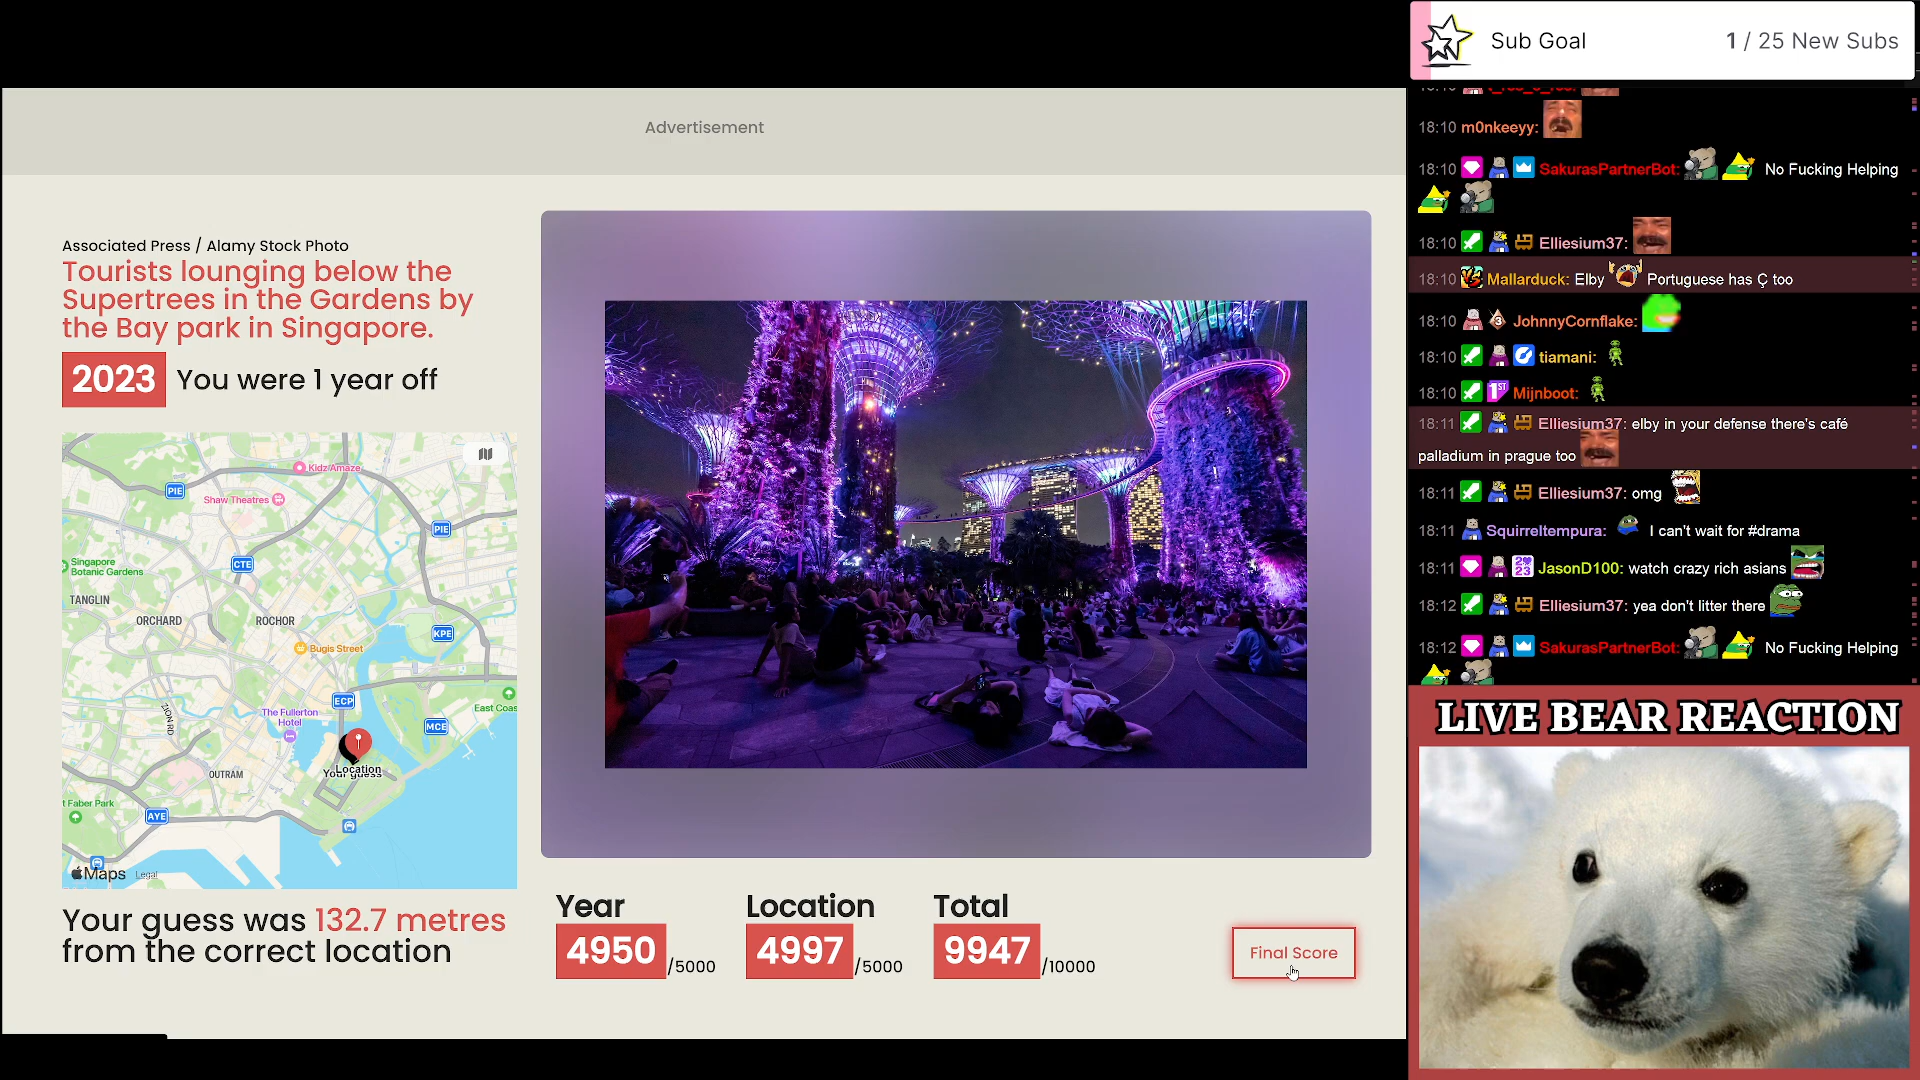 Sub Goal
1 / 25 New Subs
Advertisement
Associated Press / Alamy Stock Photo
Tourists lounging below the
Supertrees in the Gardens by
the Bay park in Singapore.
2023 You were 1 year off
Kidz Amaze
PIE
Shaw Theatres
PIE
CTE
Singapore
Botanic Gardens
TANGLIN
ORCHARD
ROCHOR
KPE
Bugis Street
ZION RD
ECP
The Fullerton
Hotel
East Coas
MCE
Location
Your guess
OUTRAM
t Faber Park
AYE
Maps Legal
Your guess was 132.7 metres
from the correct location
Year
4950 /5000
Location
4997 /5000
Total
9947 /10000
Final Score
18:10 m0nkeeyy:
18:10 SakurasPartnerBot: No Fucking Helping
18:10 Elliesium37:
18:10 Mallarduck: Elby Portuguese has Ç too
18:10 JohnnyCornflake:
18:10 tiamani:
18:10 1ST Mijnboot:
18:11 Elliesium37: elby in your defense there's café
palladium in prague too
18:11 Elliesium37: omg
18:11 Squirreltempura: I can't wait for #drama
18:11 JasonD100: watch crazy rich asians
18:12 Elliesium37: yea don't litter there
18:12 SakurasPartnerBot: No Fucking Helping
LIVE BEAR REACTION